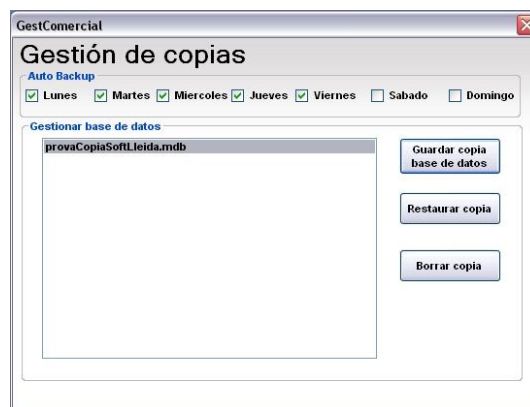 GestComercial
Gestión de copias
Auto Backup
Lunes Martes Miercoles Jueves Viernes Sabado Domingo
Gestionar base de datos
provaCopiaSoftLleida.mdb
Guardar copia
base de datos
Restaurar copia
Borrar copia